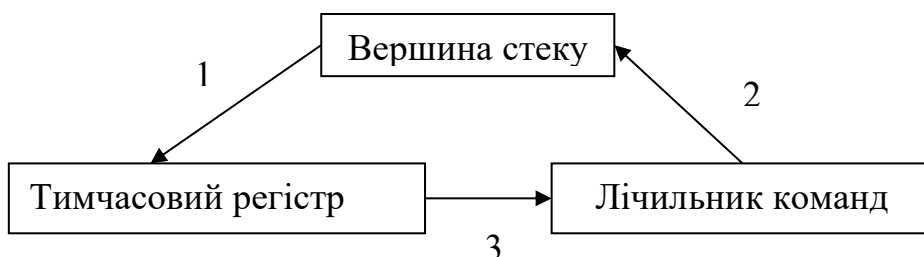 Вершина стеку
1
2
Тимчасовий регістр
Лічильник команд
3